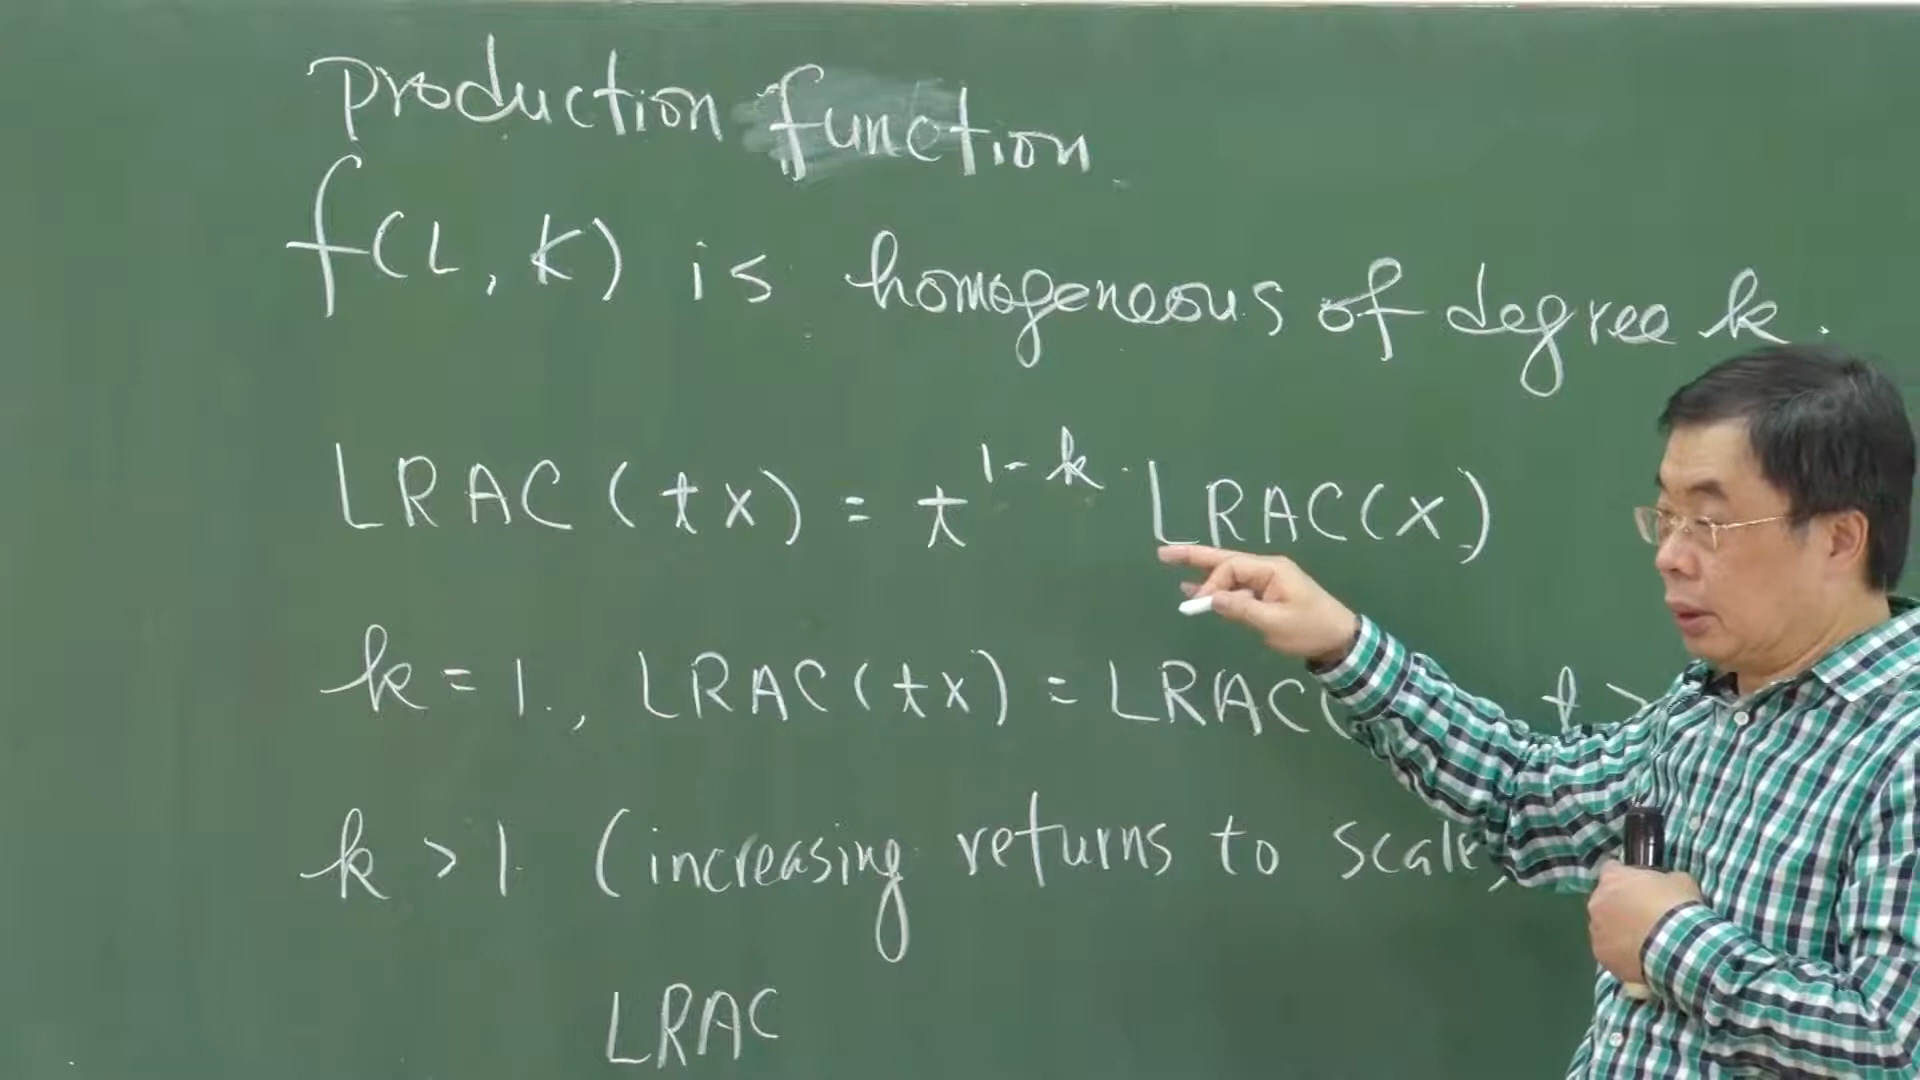 production function
f(L, K) is homogeneous of degree k.
LRAC(tx) = t^{1-k} · LRAC(x)
k = 1., LRAC(tx) = LRAC( t >
k > 1. (increasing returns to scale
LRAC